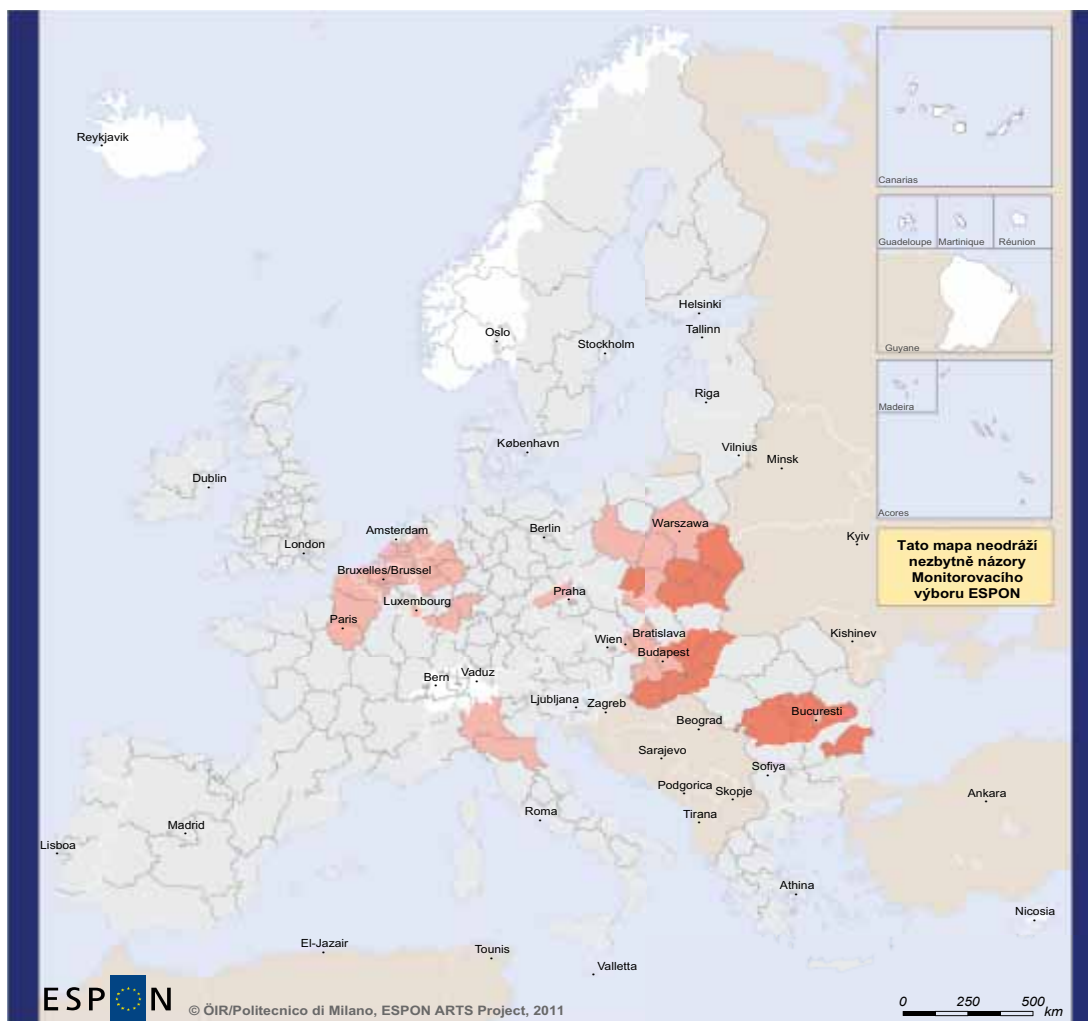 Canarias
Reykjavik
Guadeloupe
Martinique
Réunion
Guyane
Helsinki
Oslo
Tallinn
Stockholm
Madeira
Riga
København
Vilnius
Minsk
Dublin
Acores
Warszawa
Amsterdam
Berlin
Kyiv
London
Tato mapa neodráží
nezbytně názory
Monitorovacího
výboru ESPON
Bruxelles/Brussel
Praha
Luxembourg
Paris
Wien
Bratislava
Kishinev
Budapest
Bern
Vaduz
Ljubljana
Zagreb
Bucuresti
Beograd
Sarajevo
Sofiya
Podgorica
Skopje
Ankara
Roma
Tirana
Madrid
Lisboa
Athina
Nicosia
El-Jazair
Tounis
Valletta
ESPON
© ÖIR/Politecnico di Milano, ESPON ARTS Project, 2011
0 250 500
km